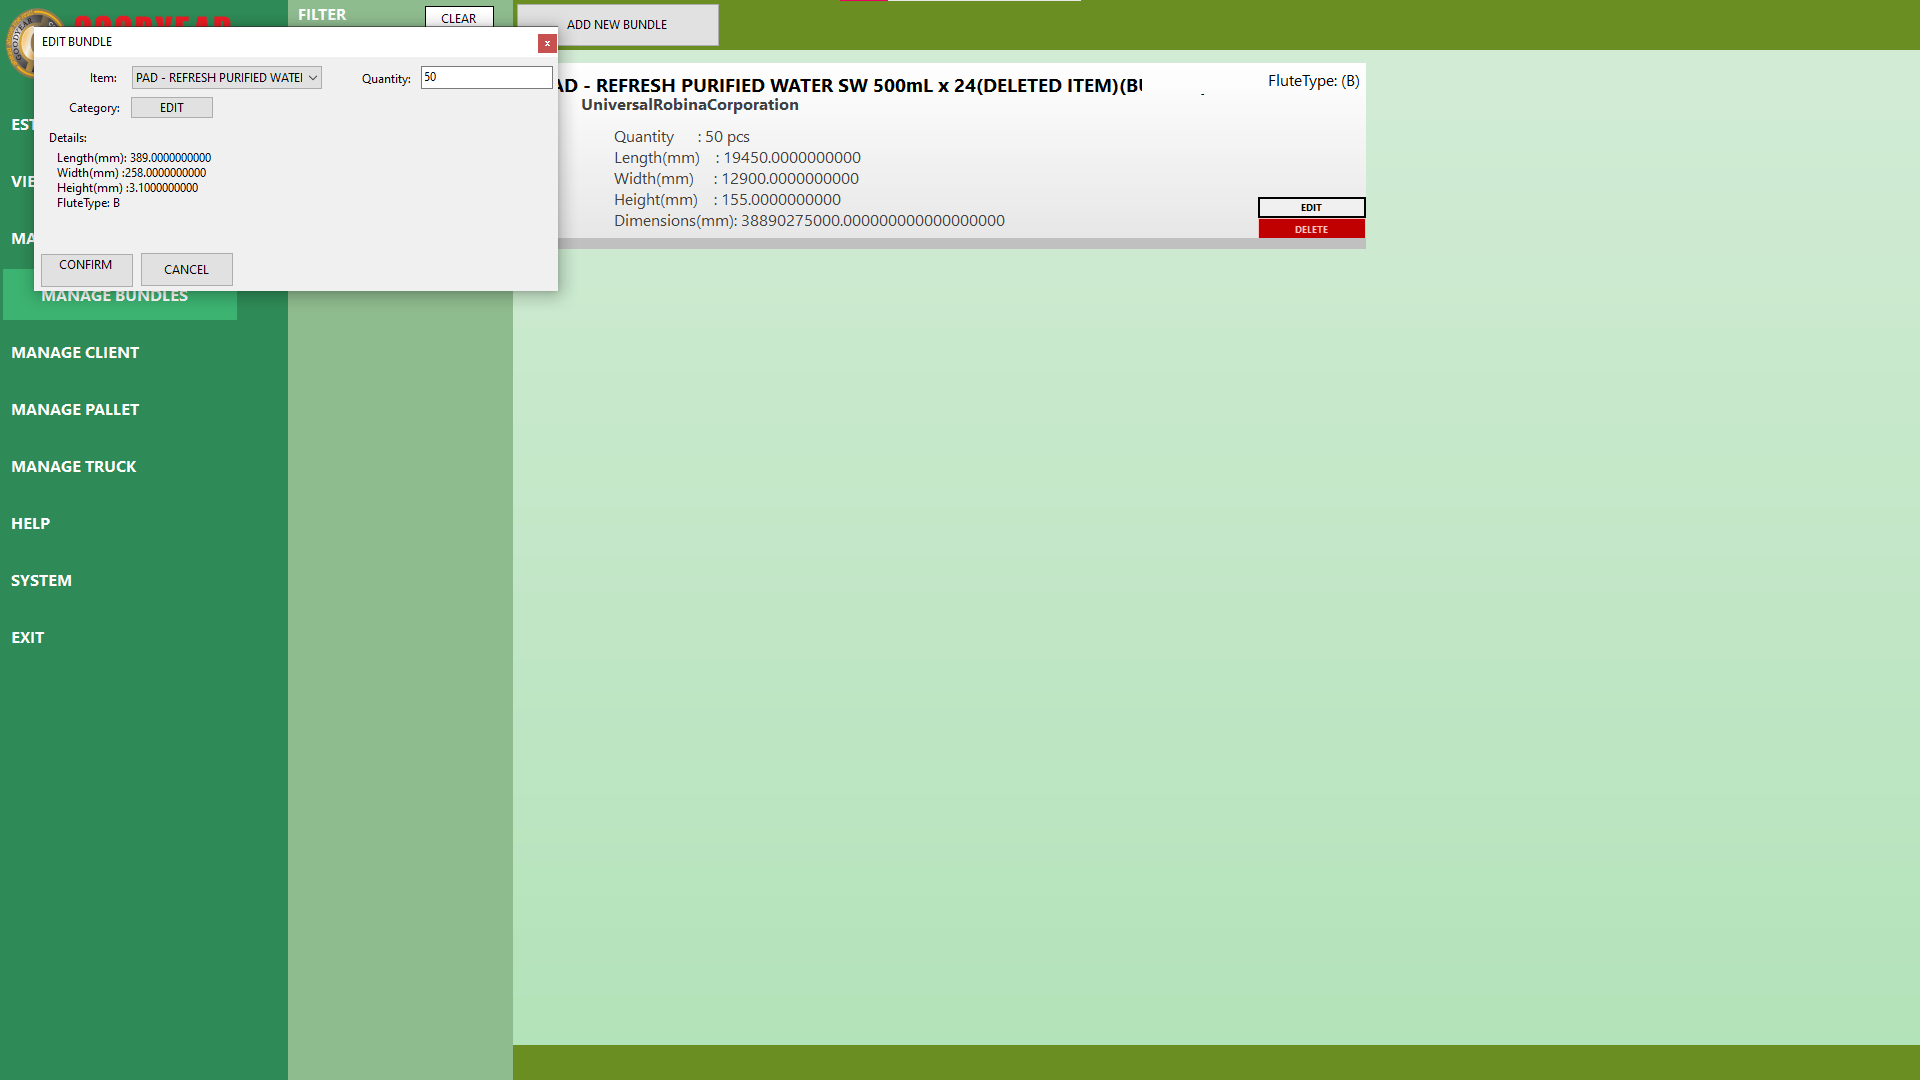 FILTER
CLEAR
ADD NEW BUNDLE
EDIT BUNDLE
x
Item:
PAD - REFRESH PURIFIED WATEI
Quantity:
50
Category:
EDIT
Details:
Length(mm): 389.0000000000
Width(mm) :258.0000000000
Height(mm) :3.1000000000
FluteType: B
CONFIRM
CANCEL
AD - REFRESH PURIFIED WATER SW 500mL x 24(DELETED ITEM)(BU
-
FluteType: (B)
UniversalRobinaCorporation
Quantity : 50 pcs
Length(mm) : 19450.0000000000
Width(mm) : 12900.0000000000
Height(mm) : 155.0000000000
Dimensions(mm): 38890275000.000000000000000000
EDIT
DELETE
EST
VIE
MA
MANAGE BUNDLES
MANAGE CLIENT
MANAGE PALLET
MANAGE TRUCK
HELP
SYSTEM
EXIT